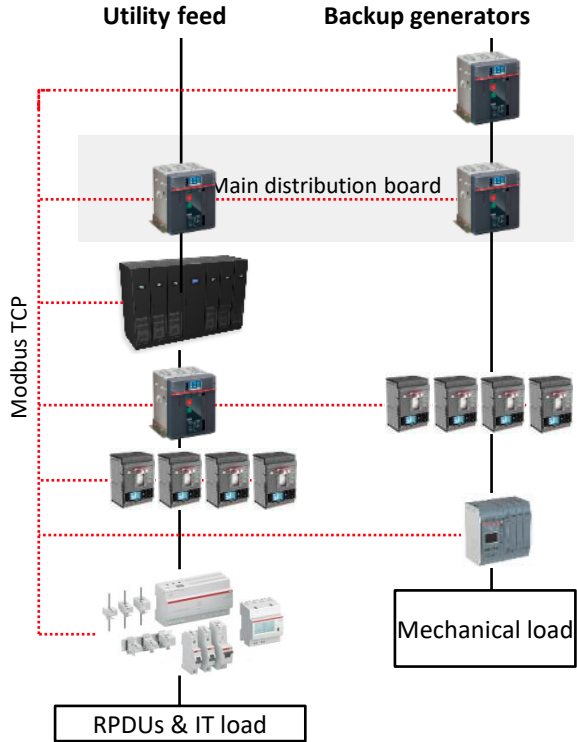 Utility feed
Backup generators
Main distribution board
Modbus TCP
Mechanical load
RPDUs & IT load